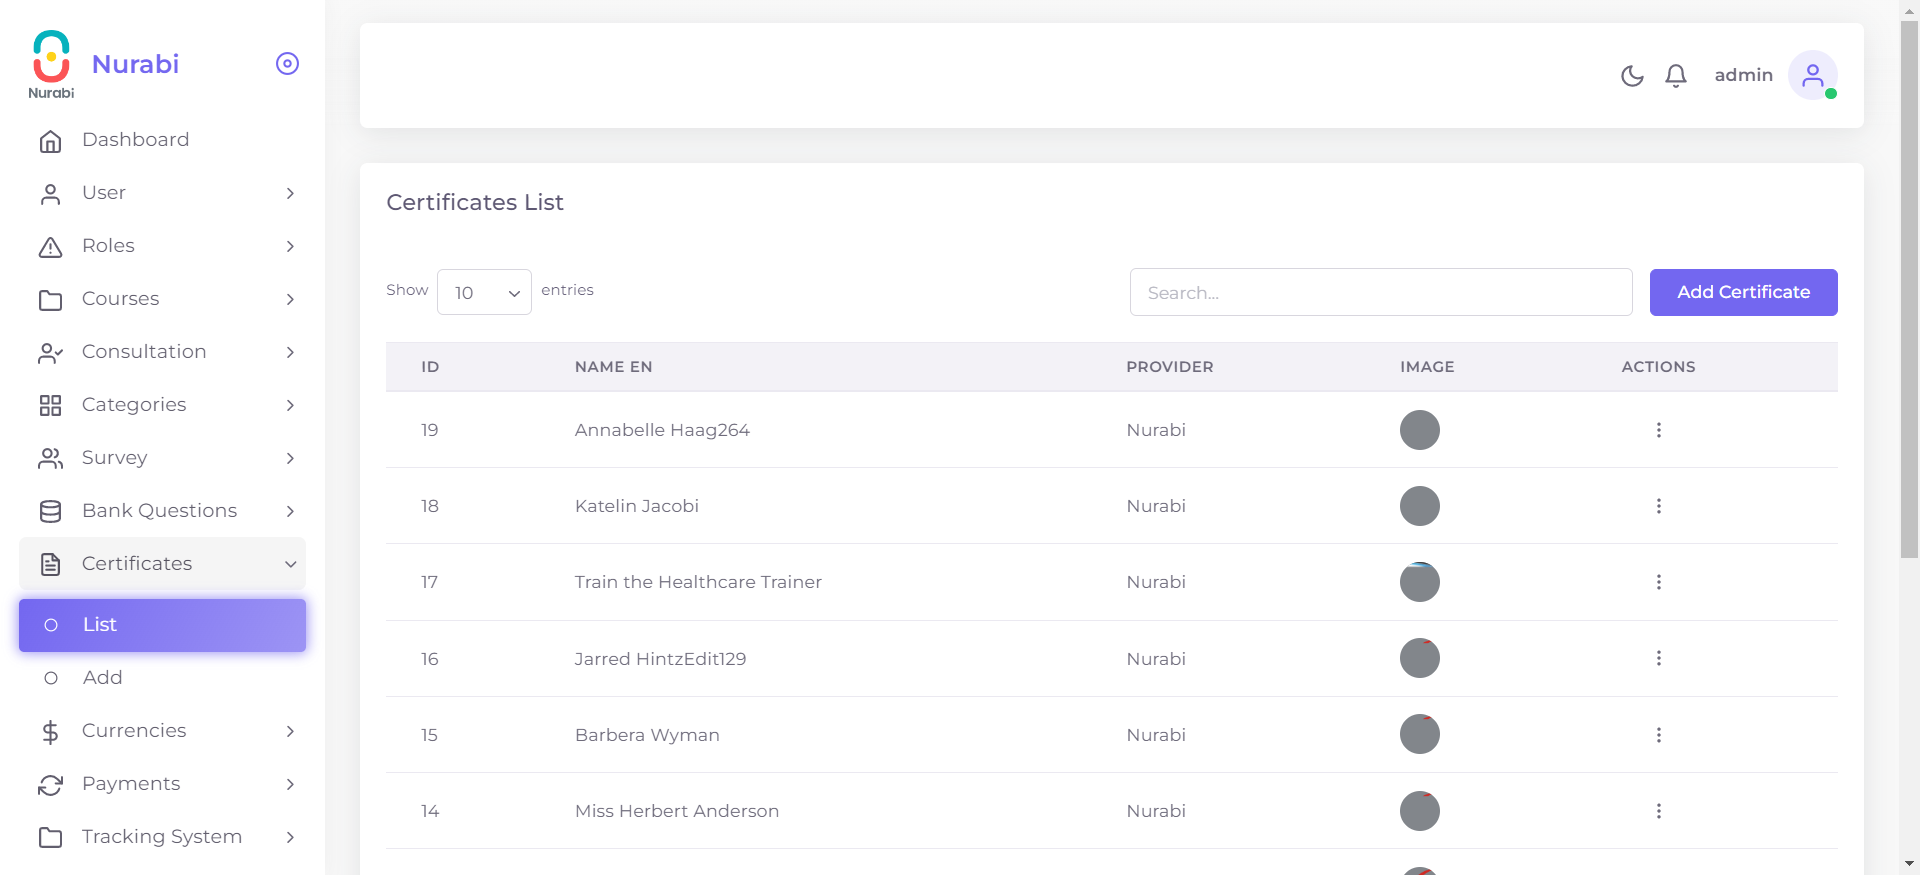 Nurabi
Nurabi
Dashboard
User
Roles
Courses
Consultation
Categories
Survey
Bank Questions
Certificates
List
Add
Currencies
Payments
Tracking System
admin
Certificates List
Show 10 entries
Search...
Add Certificate
ID NAME EN PROVIDER IMAGE ACTIONS
19 Annabelle Haag264 Nurabi
18 Katelin Jacobi Nurabi
17 Train the Healthcare Trainer Nurabi
16 Jarred HintzEdit129 Nurabi
15 Barbera Wyman Nurabi
14 Miss Herbert Anderson Nurabi